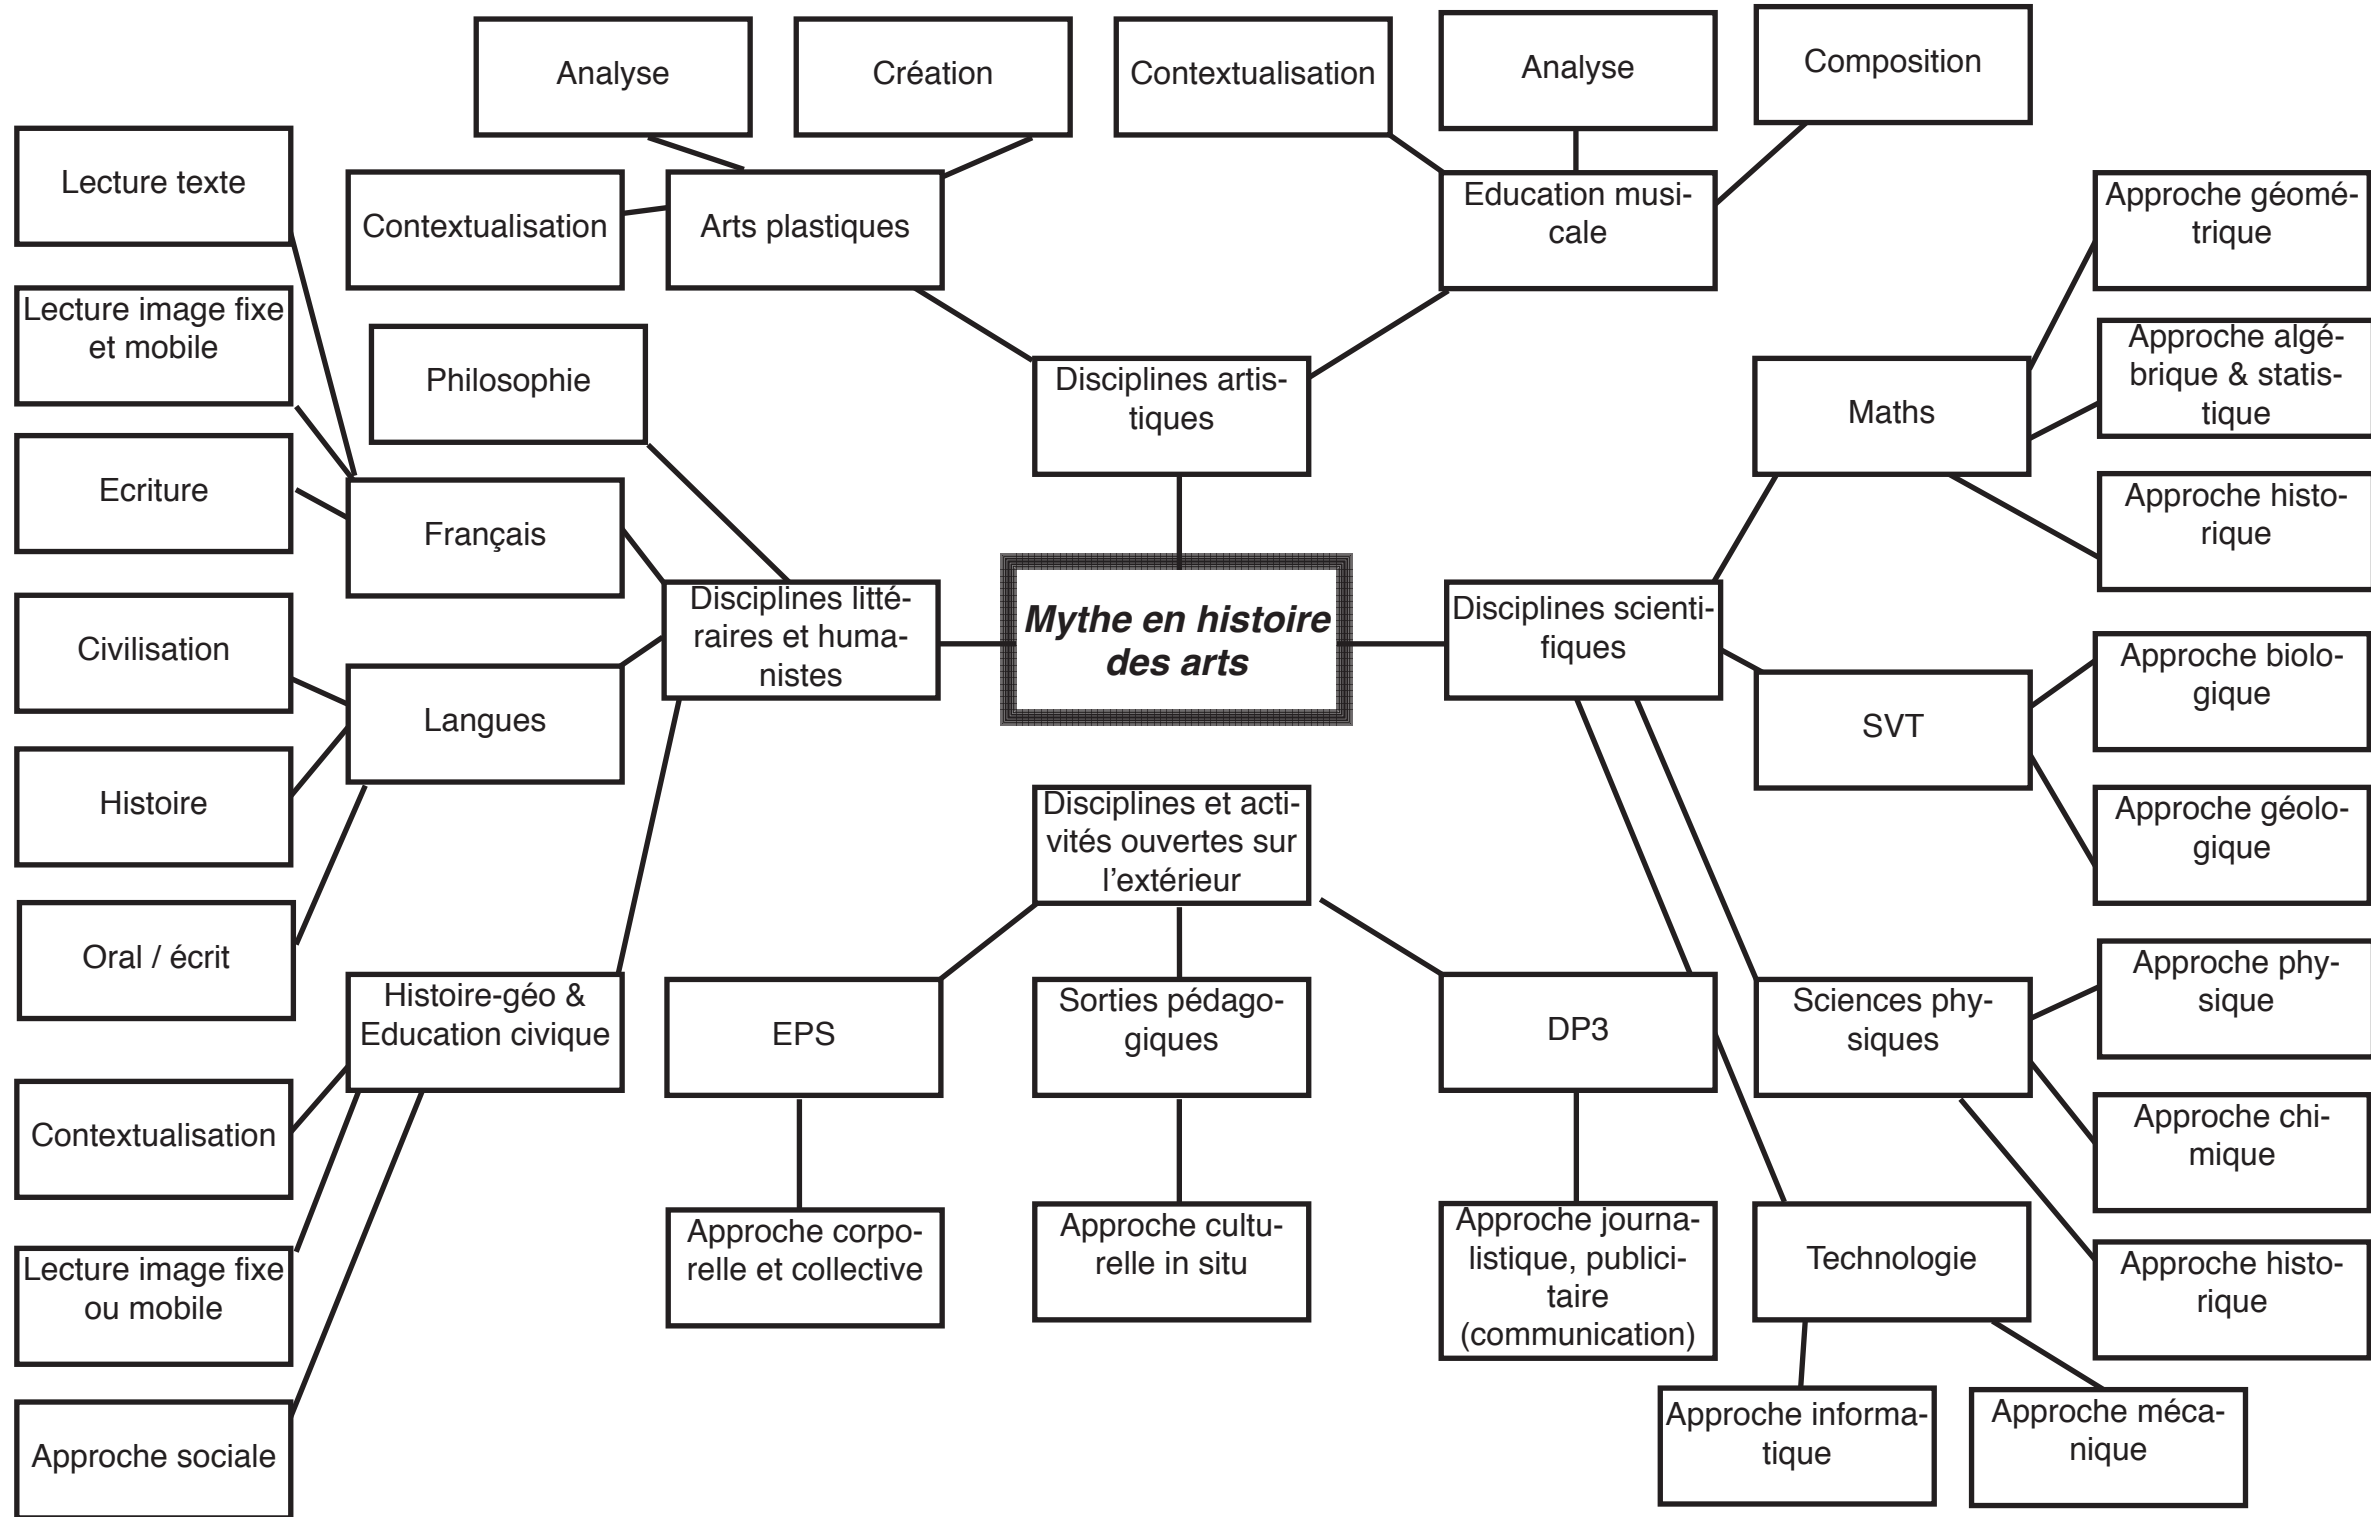 Analyse
Création
Contextualisation
Analyse
Composition
Lecture texte
Contextualisation
Arts plastiques
Education musi-
cale
Approche géomé-
trique
Lecture image fixe
et mobile
Philosophie
Disciplines artis-
tiques
Maths
Approche algé-
brique & statis-
tique
Ecriture
Français
Approche histo-
rique
Civilisation
Langues
Disciplines litté-
raires et huma-
nistes
Mythe en histoire
des arts
Disciplines scienti-
fiques
SVT
Approche biolo-
gique
Histoire
Disciplines et acti-
vités ouvertes sur
l'extérieur
Approche géolo-
gique
Oral / écrit
Histoire-géo &
Education civique
EPS
Sorties pédago-
giques
DP3
Sciences phy-
siques
Approche phy-
sique
Contextualisation
Approche chi-
mique
Lecture image fixe
ou mobile
Approche corpo-
relle et collective
Approche cultu-
relle in situ
Approche journa-
listique, publici-
taire
(communication)
Technologie
Approche histo-
rique
Approche sociale
Approche informa-
tique
Approche méca-
nique